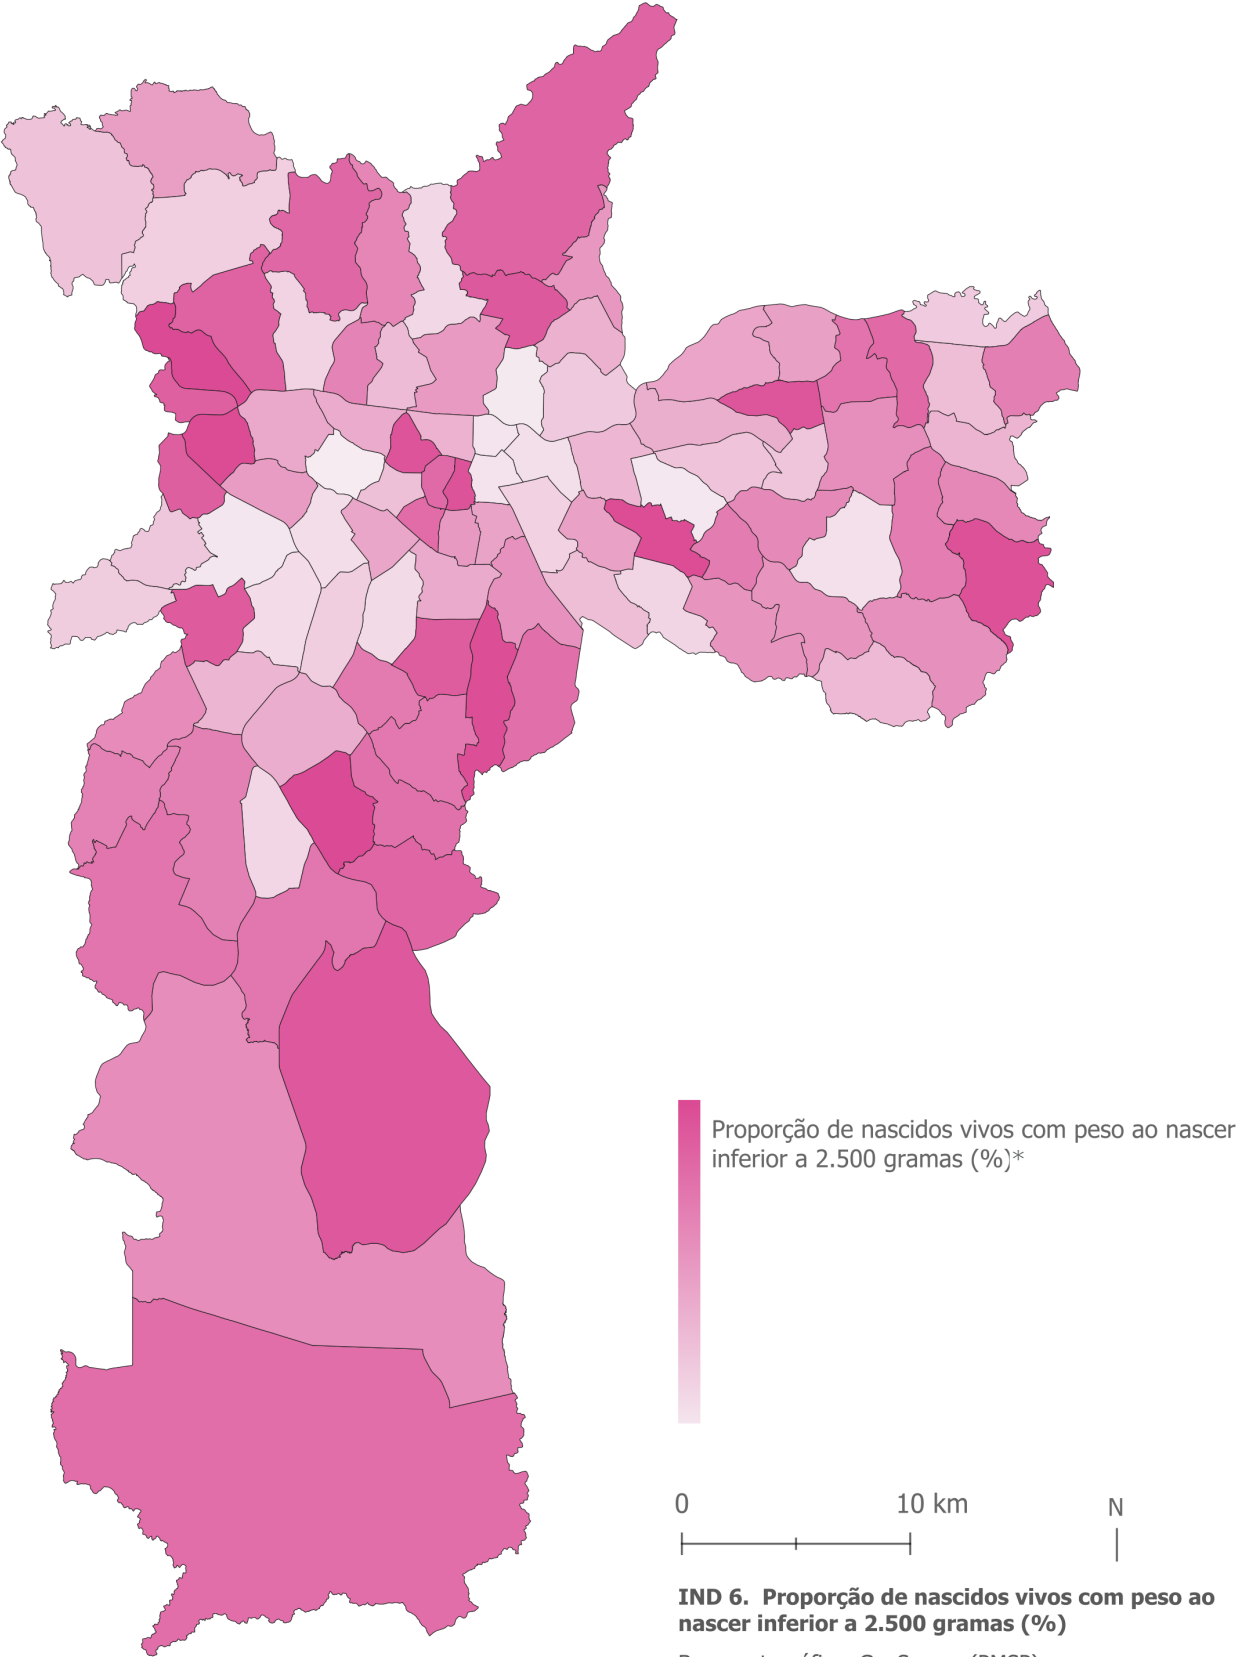 Proporção de nascidos vivos com peso ao nascer
inferior a 2.500 gramas (%)*
0 10 km N
IND 6. Proporção de nascidos vivos com peso ao
nascer inferior a 2.500 gramas (%)